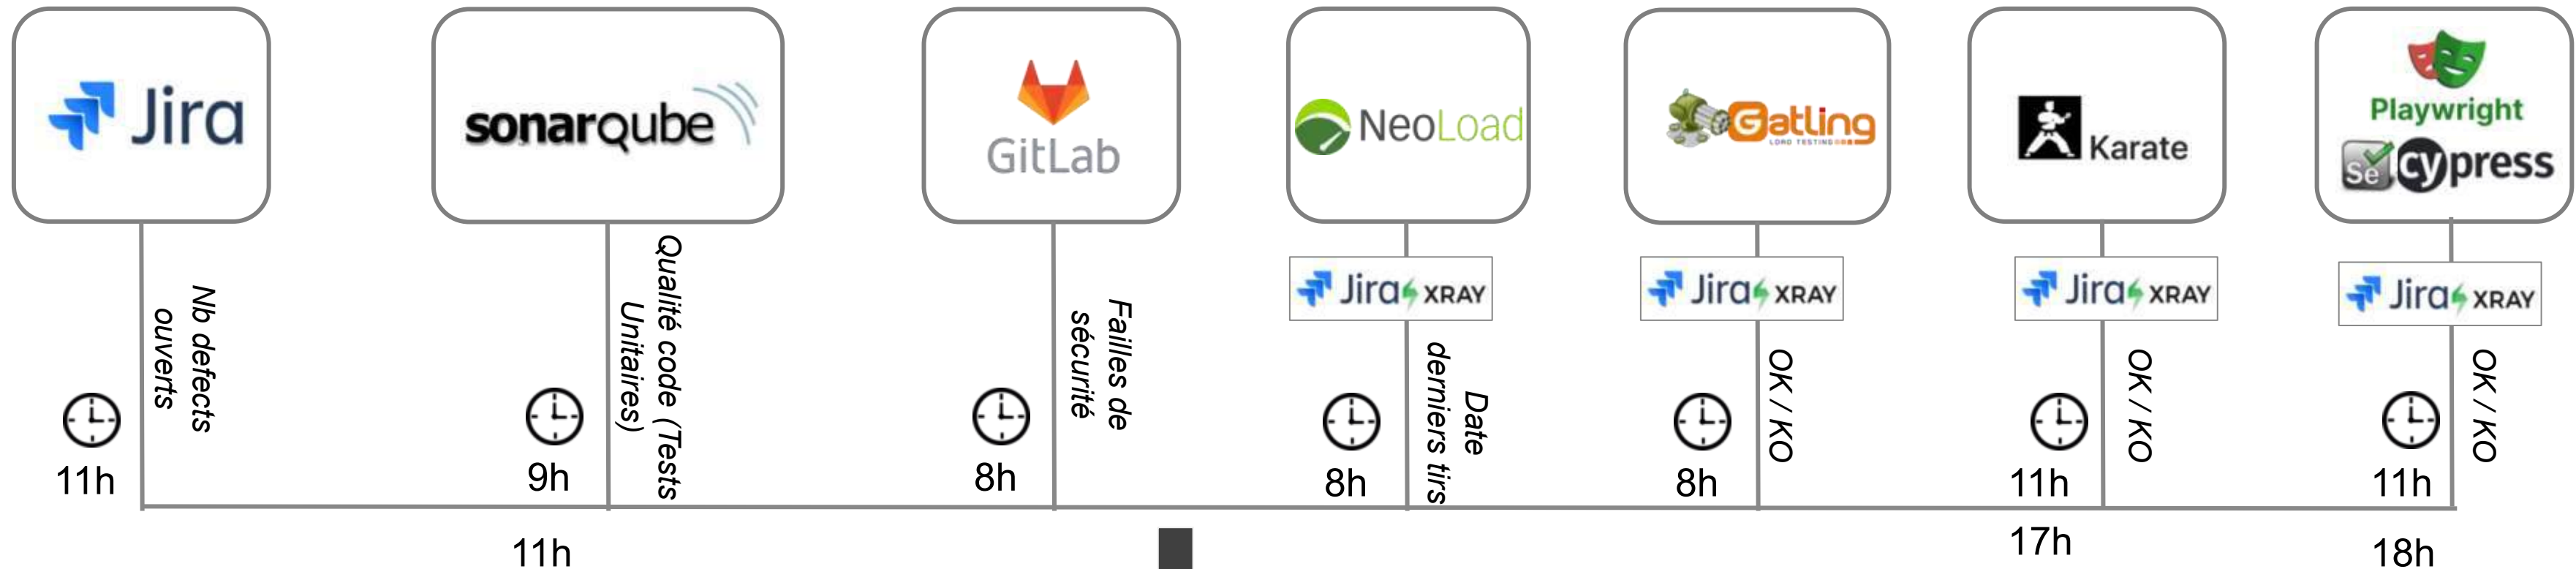 Jira
sonarqube
GitLab
NeoLoad
Gatling
LOAD TESTING
Karate
Playwright
Se
cypress
Jira XRAY
Jira XRAY
Jira XRAY
Jira XRAY
Nb defects
ouverts
Qualité code (Tests
Unitaires)
Failles de
sécurité
Date
derniers tirs
OK / KO
OK / KO
OK / KO
11h
9h
8h
8h
8h
11h
11h
11h
17h
18h